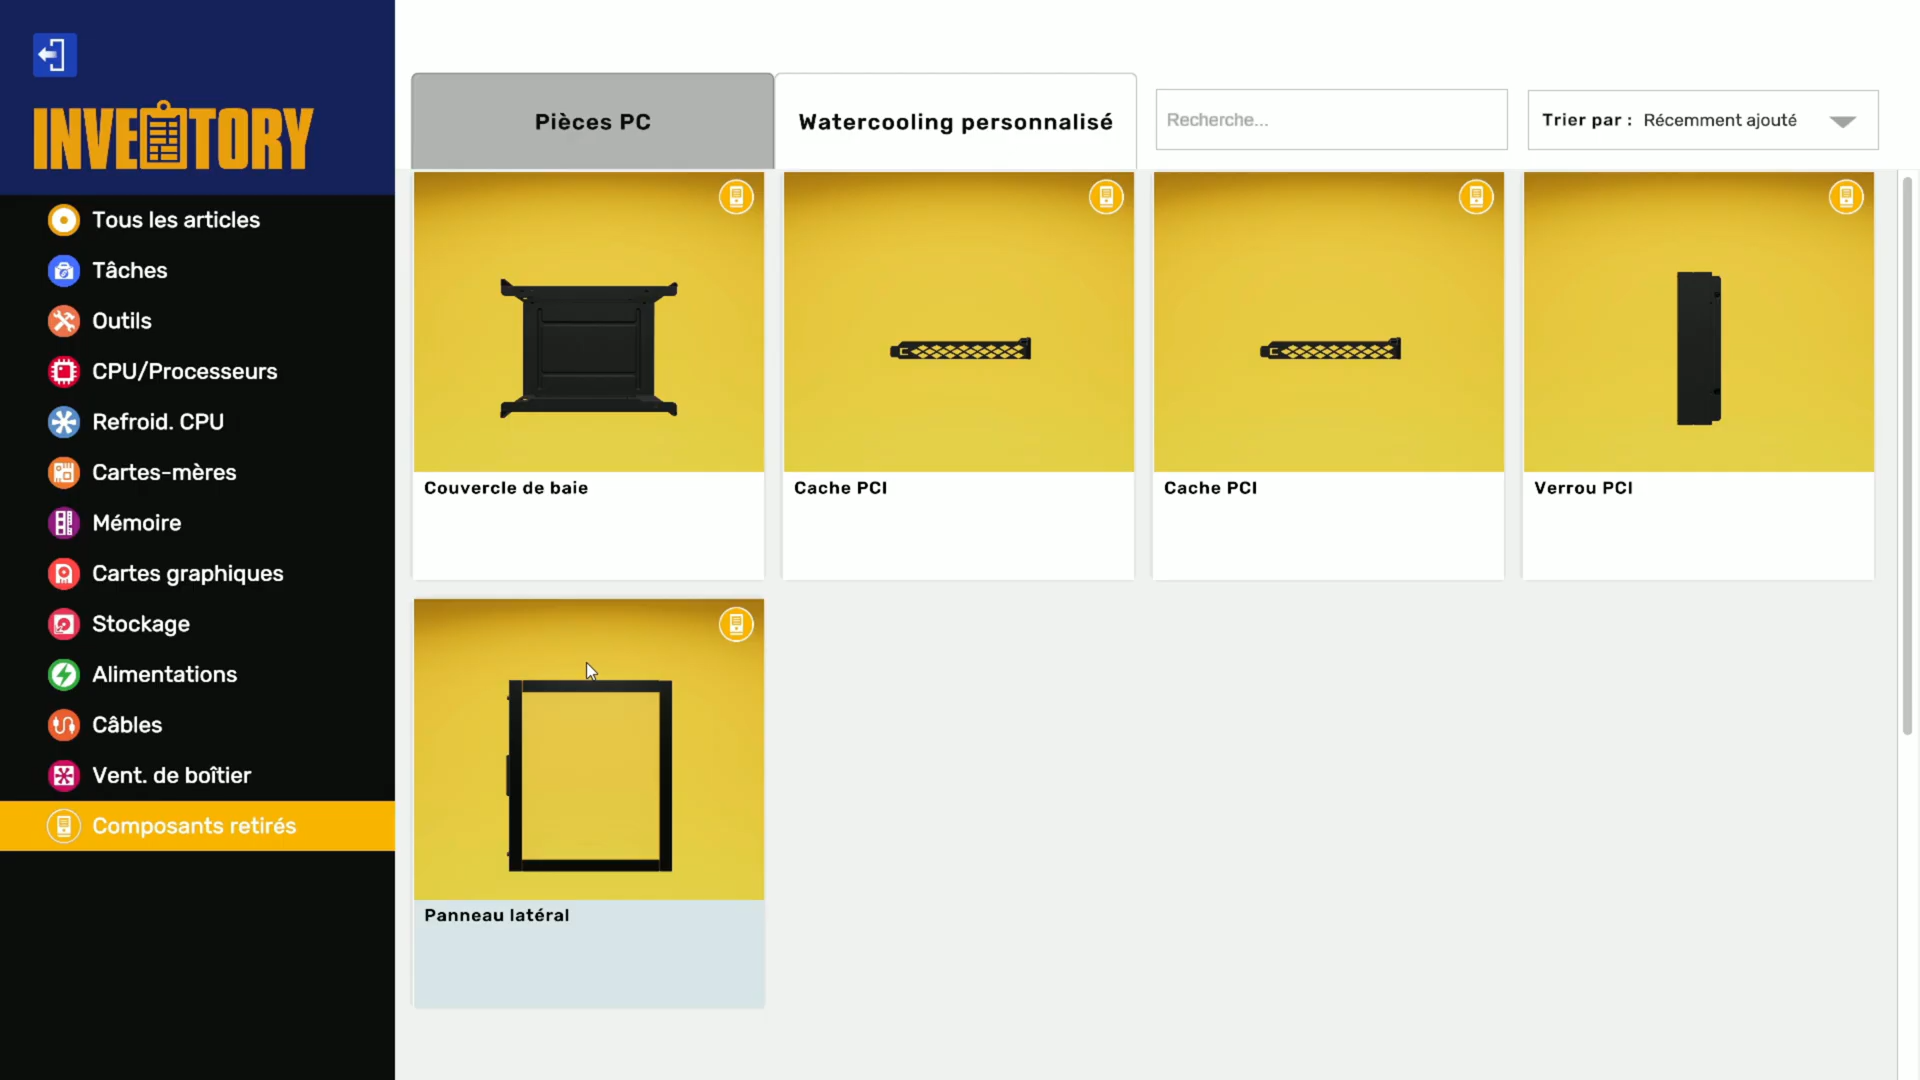 INVENTORY
Tous les articles
Tâches
Outils
CPU/Processeurs
Refroid. CPU
Cartes-mères
Mémoire
Cartes graphiques
Stockage
Alimentations
Câbles
Vent. de boîtier
Composants retirés
Pièces PC
Watercooling personnalisé
Recherche...
Trier par : Récemment ajouté
Couvercle de baie
Cache PCI
Cache PCI
Verrou PCI
Panneau latéral